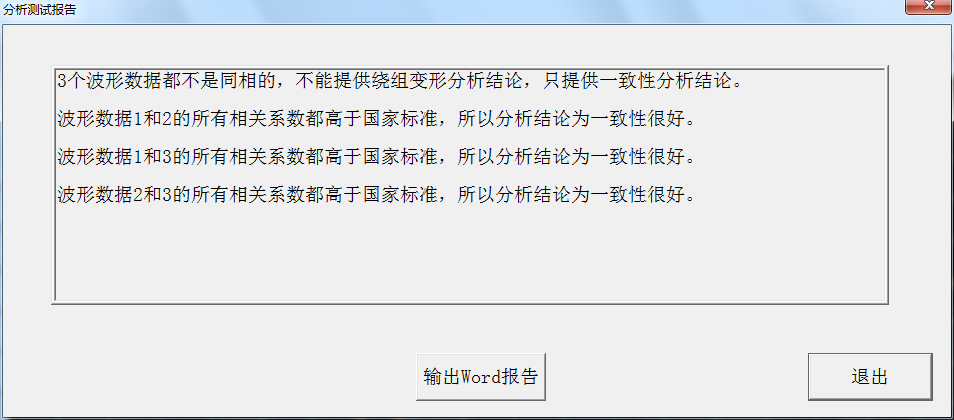 分析测试报告
3个波形数据都不是同相的，不能提供绕组变形分析结论，只提供一致性分析结论。
波形数据1和2的所有相关系数都高于国家标准，所以分析结论为一致性很好。
波形数据1和3的所有相关系数都高于国家标准，所以分析结论为一致性很好。
波形数据2和3的所有相关系数都高于国家标准，所以分析结论为一致性很好。
输出Word报告
退出